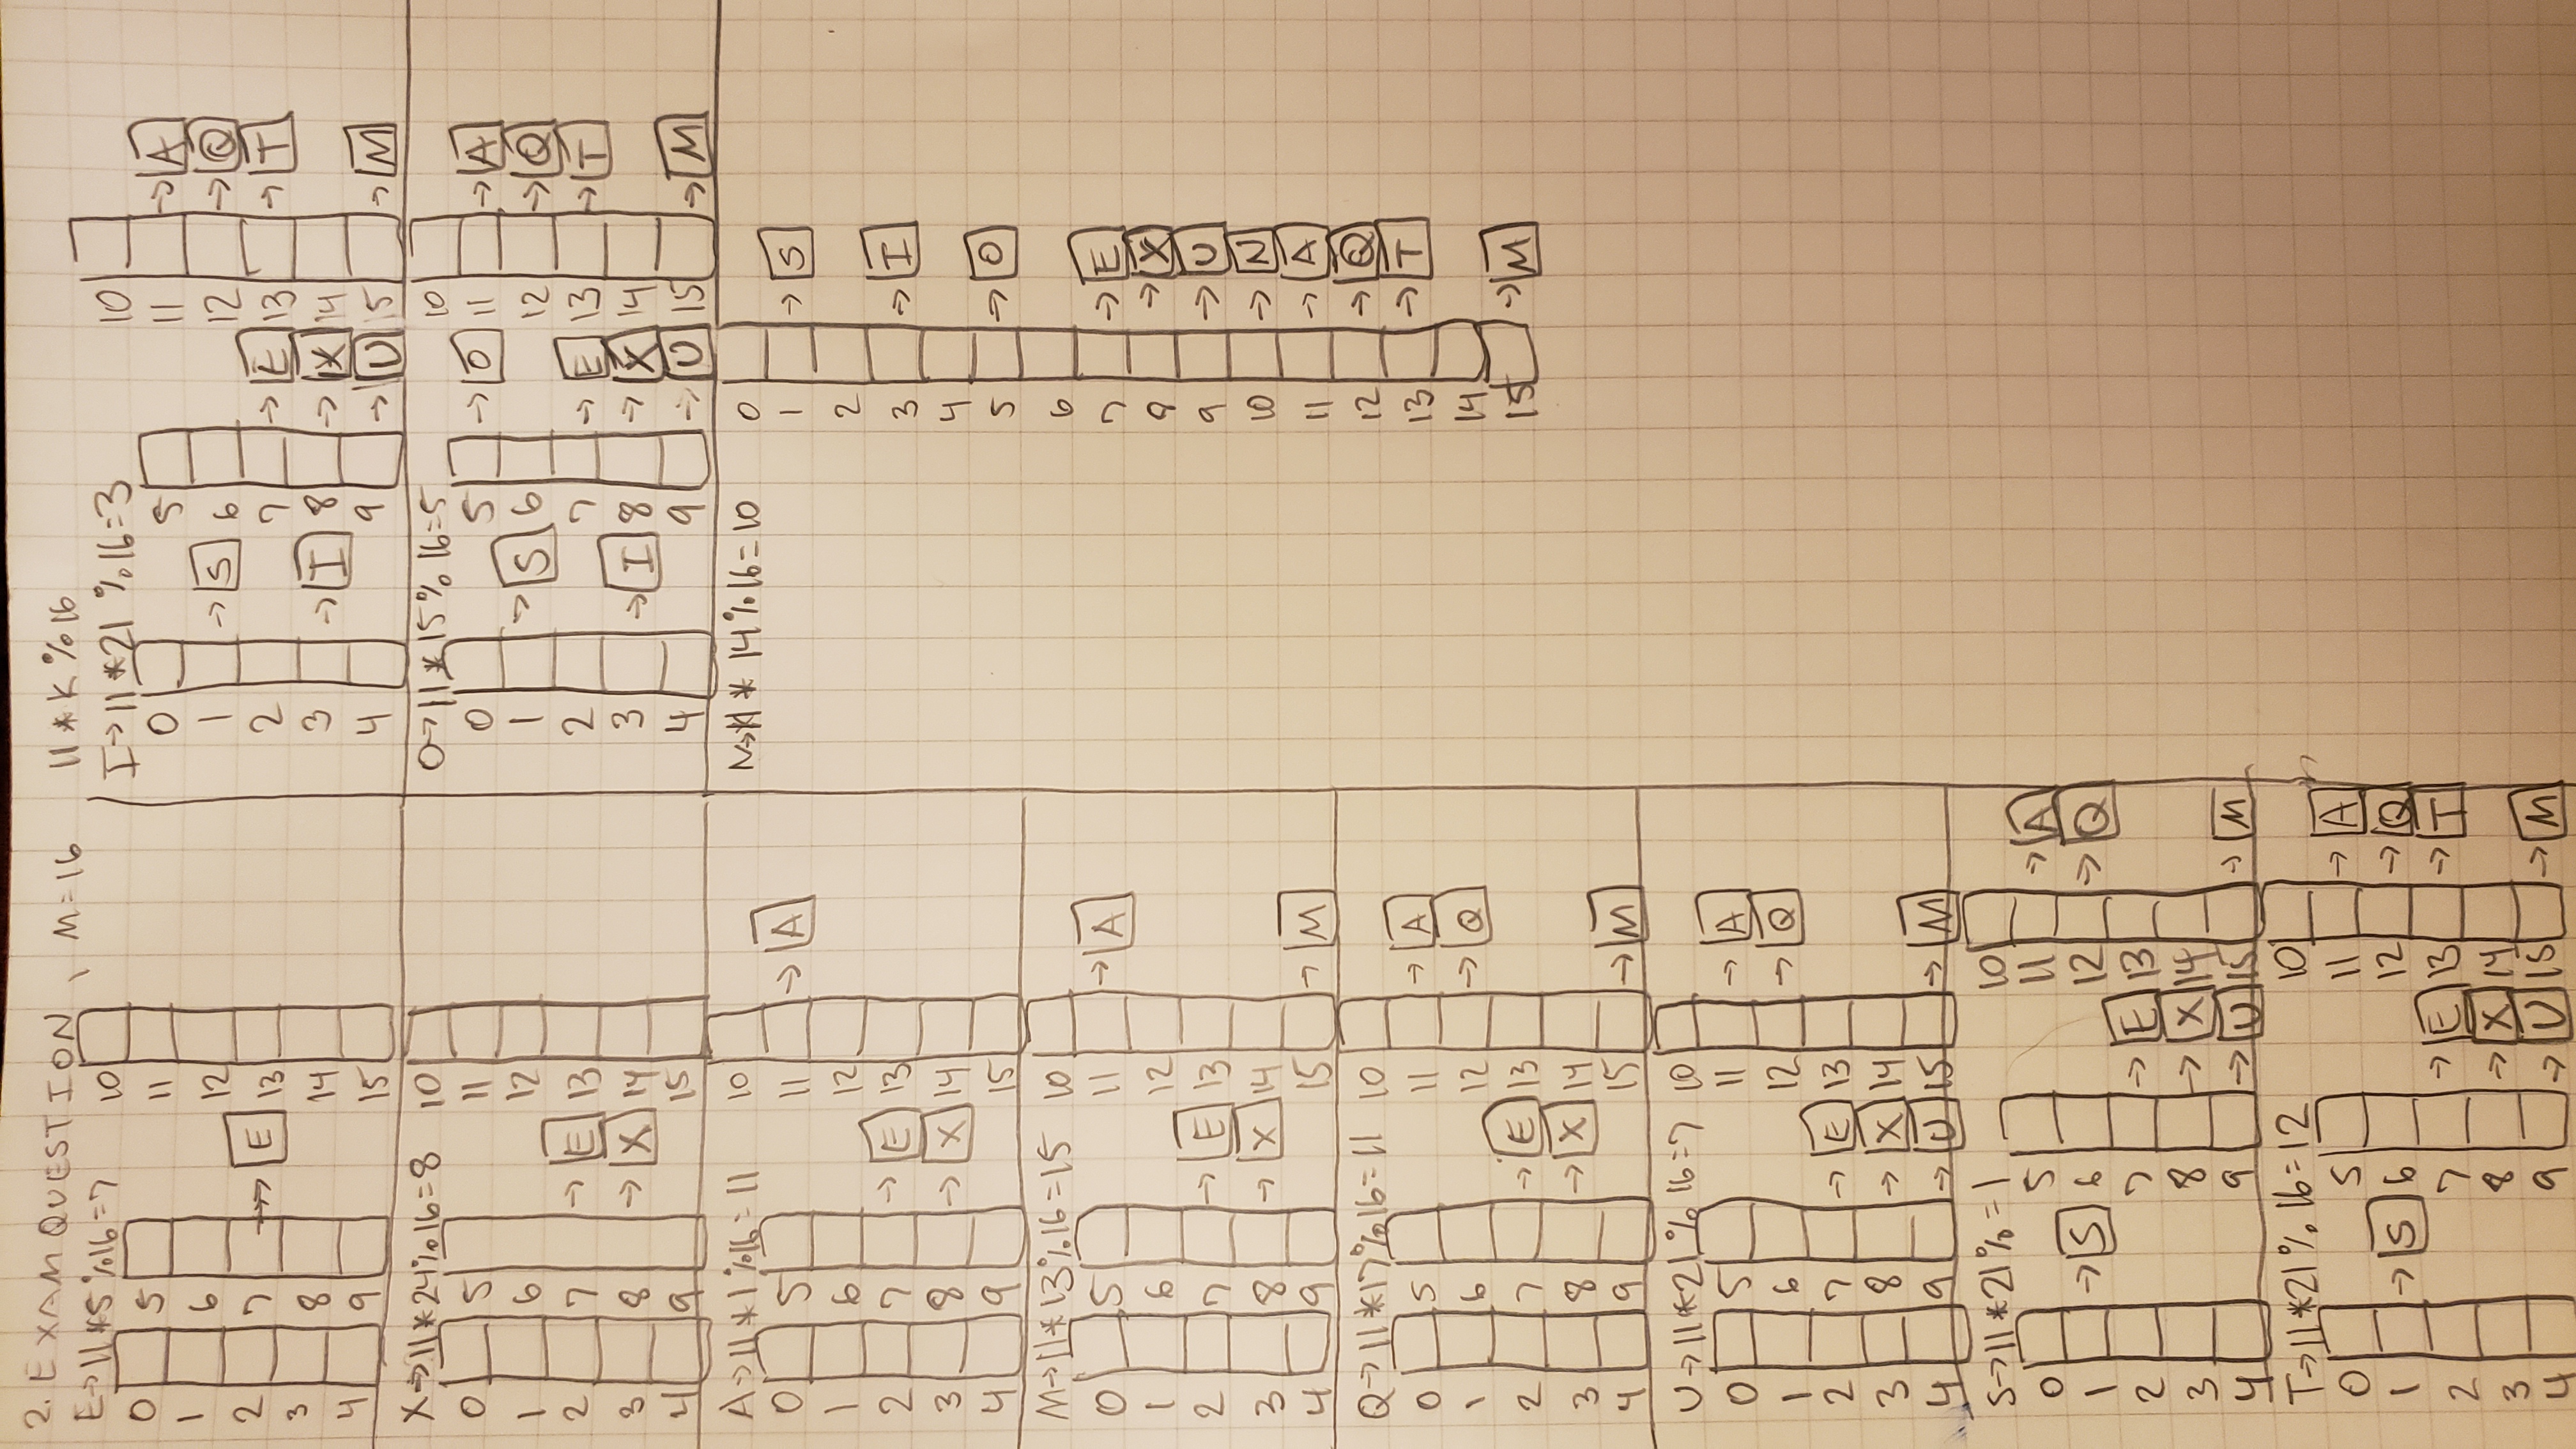 2. EXAMQUESTION, M=16 11*K%16
E→11*5%16=7
0 5 10
1 6 11
2 7 → E 12
3 8 13
4 9 14
15
X→11*24%16=8
0 5 10
1 6 11
2 7 → E 12
3 8 → X 13
4 9 14
15
A→11*1%16=11
0 5 10
1 6 11 → A
2 7 → E 12
3 8 → X 13
4 9 14
15
M→11*13%16=15
0 5 10
1 6 11 → A
2 7 → E 12
3 8 → X 13
4 9 14
15 → M
Q→11*17%16=11
0 5 10
1 6 11 → A
2 7 → E 12 → Q
3 8 → X 13
4 9 14
15 → M
U→11*21%16=7
0 5 10
1 6 11 → A
2 7 → E 12 → Q
3 8 → X 13
4 9 → U 14
15 → M
S→11*21%=1
0 5 10
1 → S 6 11 → A
2 7 → E 12 → Q
3 8 → X 13
4 9 → U 14
15 → M
T→11*21%16=12
0 5 10
1 → S 6 11 → A
2 7 → E 12 → Q
3 8 → X 13 → T
4 9 → U 14
15 → M
I→11*21%16=3
0 5 10
1 → S 6 11 → A
2 7 → E 12 → Q
3 → I 8 → X 13 → T
4 9 → U 14
15 → M
O→11*15%16=5
0 5 → O 10
1 → S 6 11 → A
2 7 → E 12 → Q
3 → I 8 → X 13 → T
4 9 → U 14
15 → M
N→11*14%16=10
0
1 → S
2
3 → I
4
5 → O
6
7 → E
8 → X
9 → U
10 → N
11 → A
12 → Q
13 → T
14
15 → M